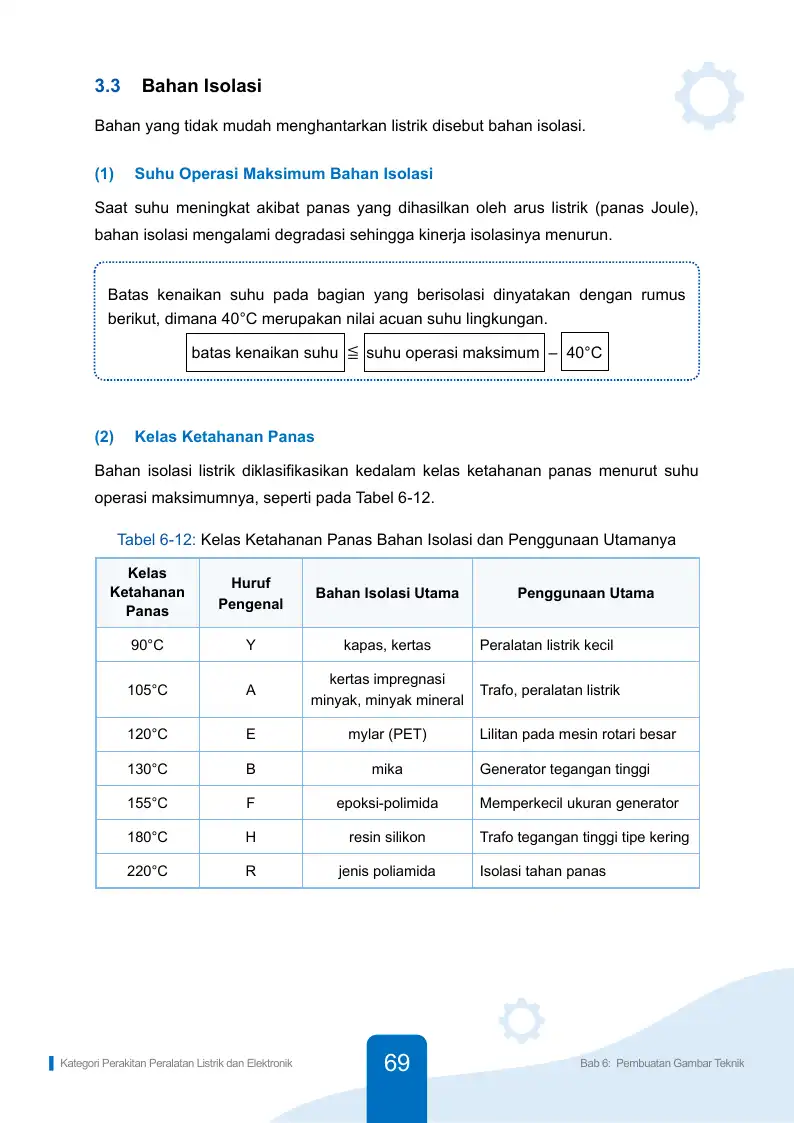 3.3 Bahan Isolasi
Bahan yang tidak mudah menghantarkan listrik disebut bahan isolasi.
(1) Suhu Operasi Maksimum Bahan Isolasi
Saat suhu meningkat akibat panas yang dihasilkan oleh arus listrik (panas Joule),
bahan isolasi mengalami degradasi sehingga kinerja isolasinya menurun.
Batas kenaikan suhu pada bagian yang berisolasi dinyatakan dengan rumus
berikut, dimana 40°C merupakan nilai acuan suhu lingkungan.
batas kenaikan suhu ≦ suhu operasi maksimum – 40°C
(2) Kelas Ketahanan Panas
Bahan isolasi listrik diklasifikasikan kedalam kelas ketahanan panas menurut suhu
operasi maksimumnya, seperti pada Tabel 6-12.
Tabel 6-12: Kelas Ketahanan Panas Bahan Isolasi dan Penggunaan Utamanya
Kelas
Ketahanan
Panas
Huruf
Pengenal
Bahan Isolasi Utama
Penggunaan Utama
90°C Y kapas, kertas Peralatan listrik kecil
105°C A kertas impregnasi
minyak, minyak mineral Trafo, peralatan listrik
120°C E mylar (PET) Lilitan pada mesin rotari besar
130°C B mika Generator tegangan tinggi
155°C F epoksi-polimida Memperkecil ukuran generator
180°C H resin silikon Trafo tegangan tinggi tipe kering
220°C R jenis poliamida Isolasi tahan panas
Kategori Perakitan Peralatan Listrik dan Elektronik
69
Bab 6: Pembuatan Gambar Teknik